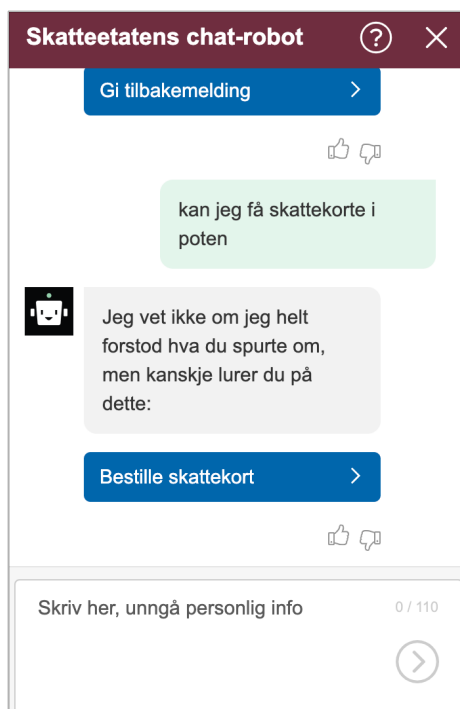 Skatteetatens chat-robot
Gi tilbakemelding
kan jeg få skattekorte i
poten
Jeg vet ikke om jeg helt
forstod hva du spurte om,
men kanskje lurer du på
dette:
Bestille skattekort
Skriv her, unngå personlig info
0 / 110